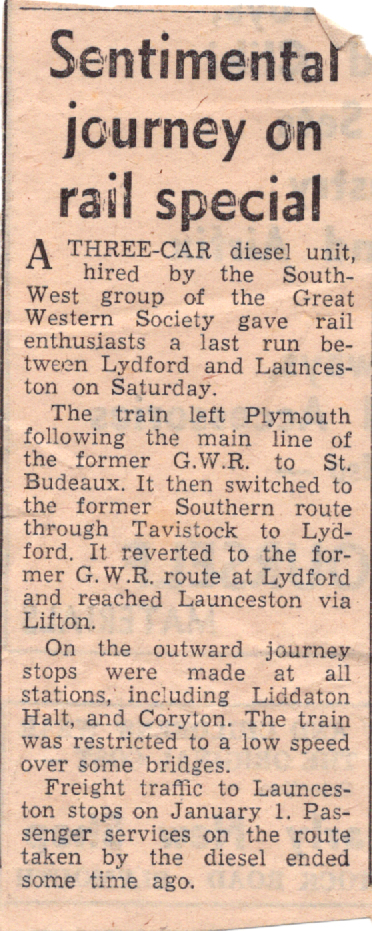 Sentimental
journey on
rail special
A THREE-CAR diesel unit,
hired by the South-
West group of the Great
Western Society gave rail
enthusiasts a last run be-
tween Lydford and Launces-
ton on Saturday.
The train left Plymouth
following the main line of
the former G.W.R. to St.
Budeaux. It then switched to
the former Southern route
through Tavistock to Lyd-
ford. It reverted to the for-
mer G.W.R. route at Lydford
and reached Launceston via
Lifton.
On the outward journey
stops were made at all
stations, including Liddaton
Halt, and Coryton. The train
was restricted to a low speed
over some bridges.
Freight traffic to Launces-
ton stops on January 1. Pas-
senger services on the route
taken by the diesel ended
some time ago.